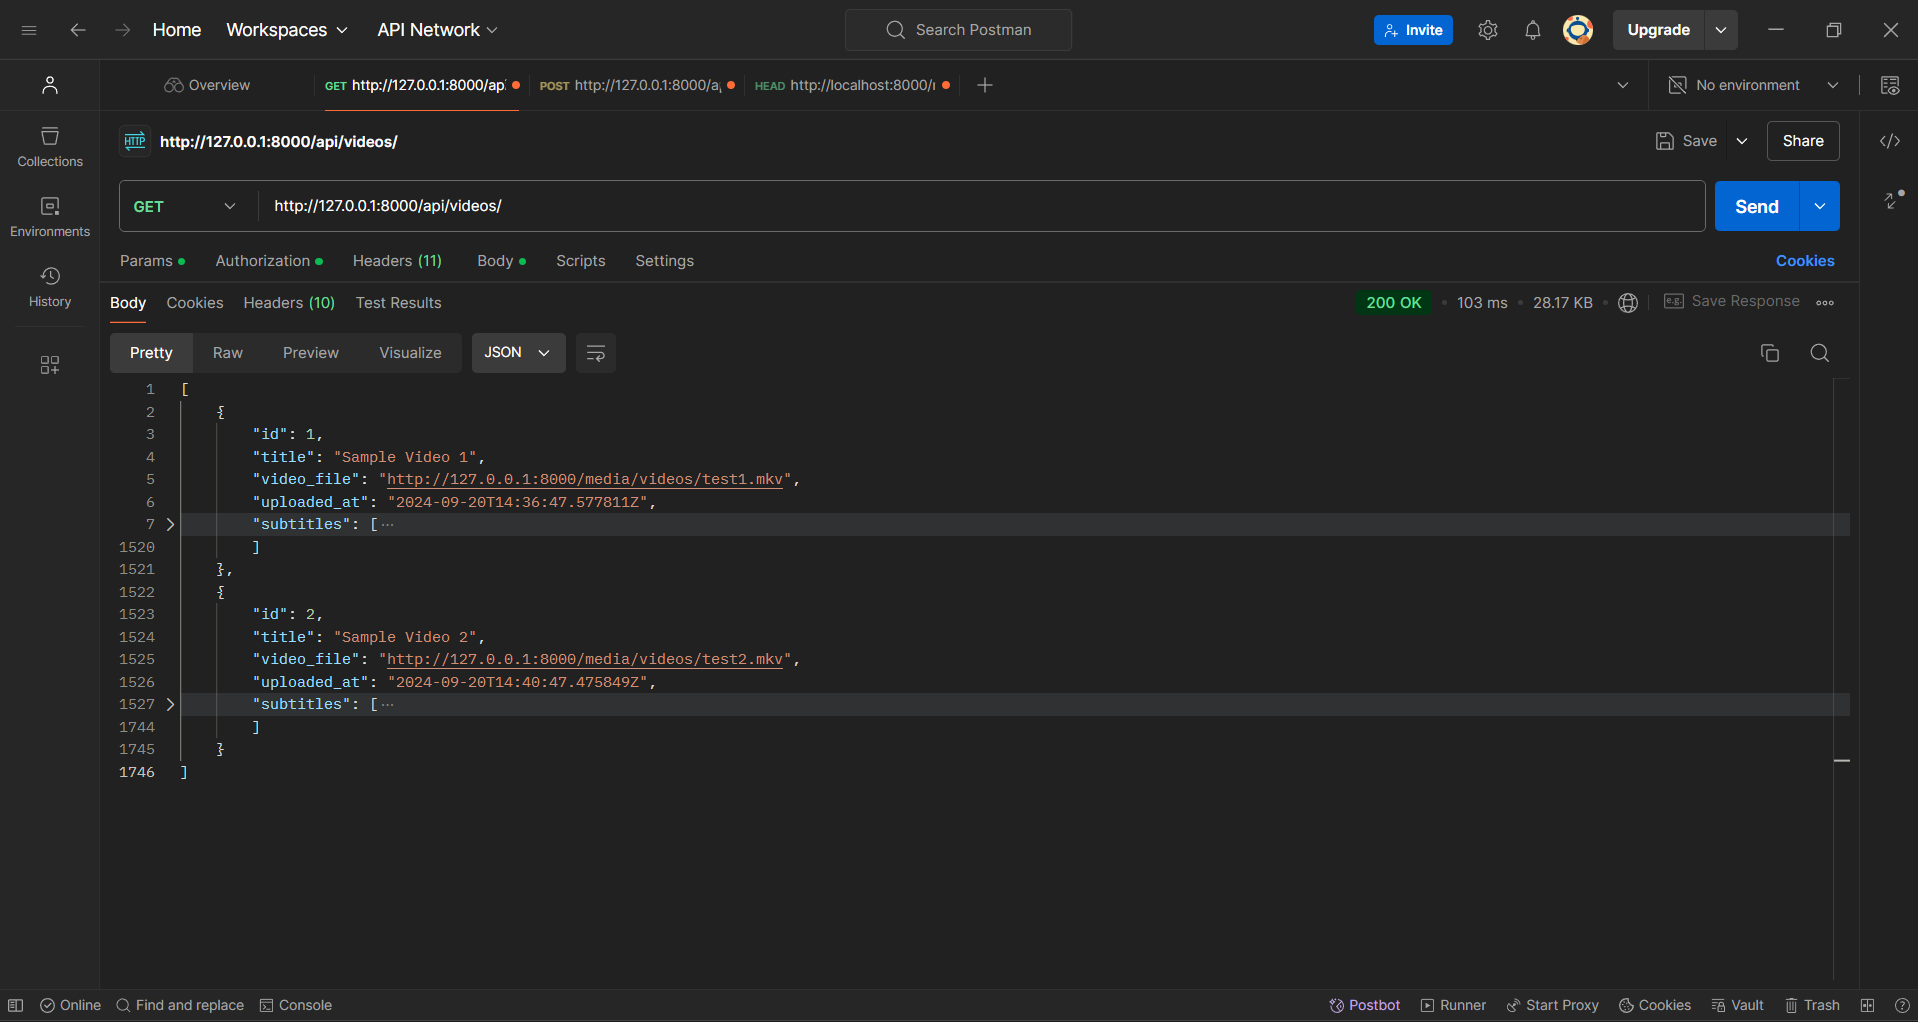 Home Workspaces API Network Search Postman Invite Upgrade
Overview GET http://127.0.0.1:8000/ap POST http://127.0.0.1:8000/a HEAD http://localhost:8000/ No environment
HTTP http://127.0.0.1:8000/api/videos/ Save Share
Collections
GET http://127.0.0.1:8000/api/videos/ Send
Environments
Params Authorization Headers (11) Body Scripts Settings Cookies
History
Body Cookies Headers (10) Test Results 200 OK 103 ms 28.17 KB e.g. Save Response
Pretty Raw Preview Visualize JSON
1 [
2 {
3 "id": 1,
4 "title": "Sample Video 1",
5 "video_file": "http://127.0.0.1:8000/media/videos/test1.mkv",
6 "uploaded_at": "2024-09-20T14:36:47.577811Z",
7 "subtitles": [ ···
1520 ]
1521 },
1522 {
1523 "id": 2,
1524 "title": "Sample Video 2",
1525 "video_file": "http://127.0.0.1:8000/media/videos/test2.mkv",
1526 "uploaded_at": "2024-09-20T14:40:47.475849Z",
1527 "subtitles": [ ···
1744 ]
1745 }
1746 ]
Online Find and replace Console Postbot Runner Start Proxy Cookies Vault Trash